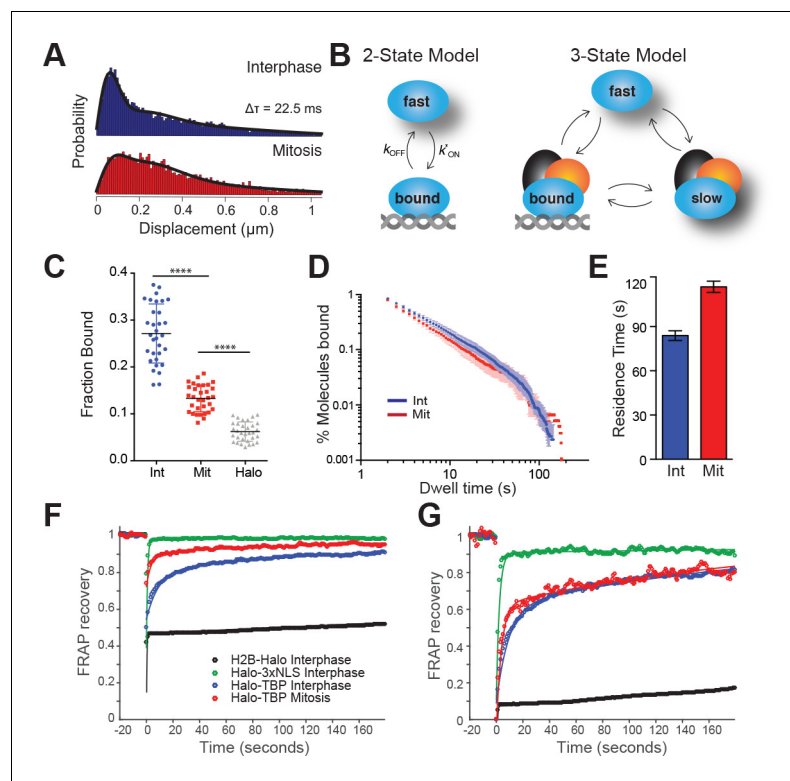 A
Interphase
Δτ = 22.5 ms
Mitosis
Probability
0 0.2 0.4 0.6 0.8 1
Displacement (µm)
B
2-State Model
fast
kOFF
k*ON
bound
3-State Model
fast
bound
slow
C
****
****
Fraction Bound
0.4
0.3
0.2
0.1
0.0
Int Mit Halo
D
% Molecules bound
1
0.1
0.01
0.001
Int
Mit
1 10 100
Dwell time (s)
E
Residence Time (s)
120
90
60
30
0
Int Mit
F
FRAP recovery
1
0.8
0.6
0.4
0.2
0
H2B-Halo Interphase
Halo-3xNLS Interphase
Halo-TBP Interphase
Halo-TBP Mitosis
-20 0 20 40 60 80 100 120 140 160
Time (seconds)
G
FRAP recovery
1
0.8
0.6
0.4
0.2
0
-20 0 20 40 60 80 100 120 140 160
Time (seconds)